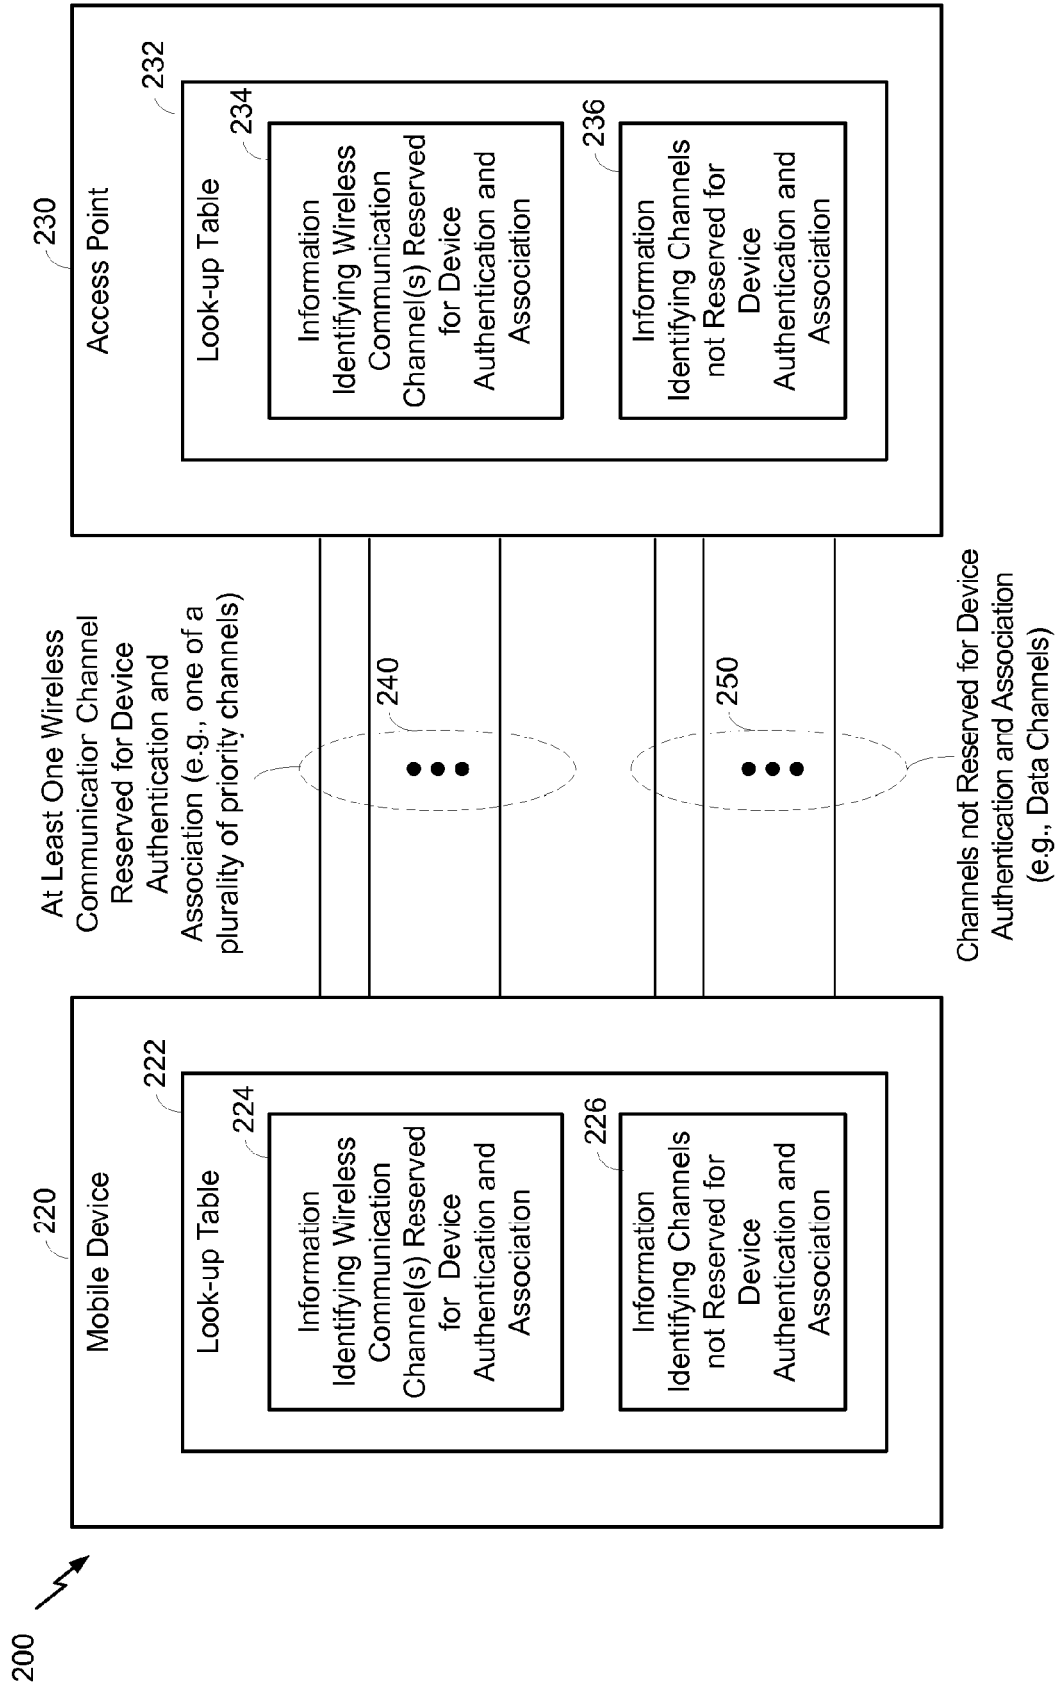 200
220
Mobile Device
222
Look-up Table
224
Information
Identifying Wireless
Communication
Channel(s) Reserved
for Device
Authentication and
Association
226
Information
Identifying Channels
not Reserved for
Device
Authentication and
Association
At Least One Wireless
Communication Channel
Reserved for Device
Authentication and
Association (e.g., one of a
plurality of priority channels)
240
250
Channels not Reserved for Device
Authentication and Association
(e.g., Data Channels)
230
Access Point
232
Look-up Table
234
Information
Identifying Wireless
Communication
Channel(s) Reserved
for Device
Authentication and
Association
236
Information
Identifying Channels
not Reserved for
Device
Authentication and
Association